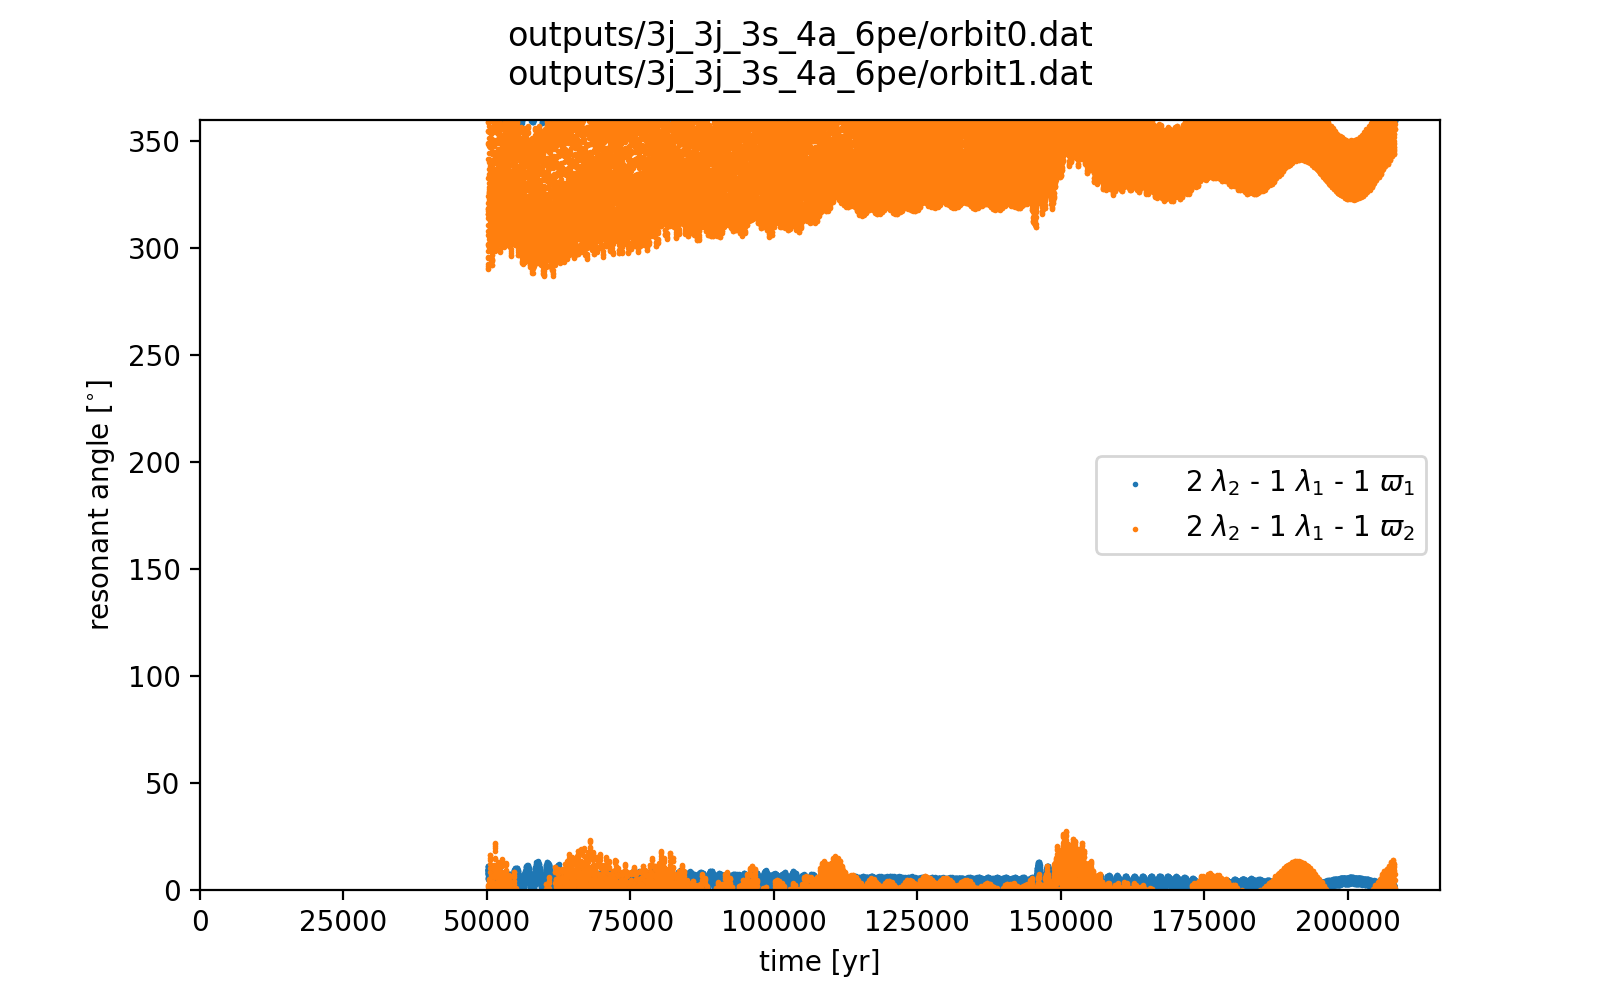 outputs/3j_3j_3s_4a_6pe/orbit0.dat
outputs/3j_3j_3s_4a_6pe/orbit1.dat
350
300
250
200
150
100
50
0
resonant angle [°]
2 λ₂ - 1 λ₁ - 1 ϖ₁
2 λ₂ - 1 λ₁ - 1 ϖ₂
0 25000 50000 75000 100000 125000 150000 175000 200000
time [yr]